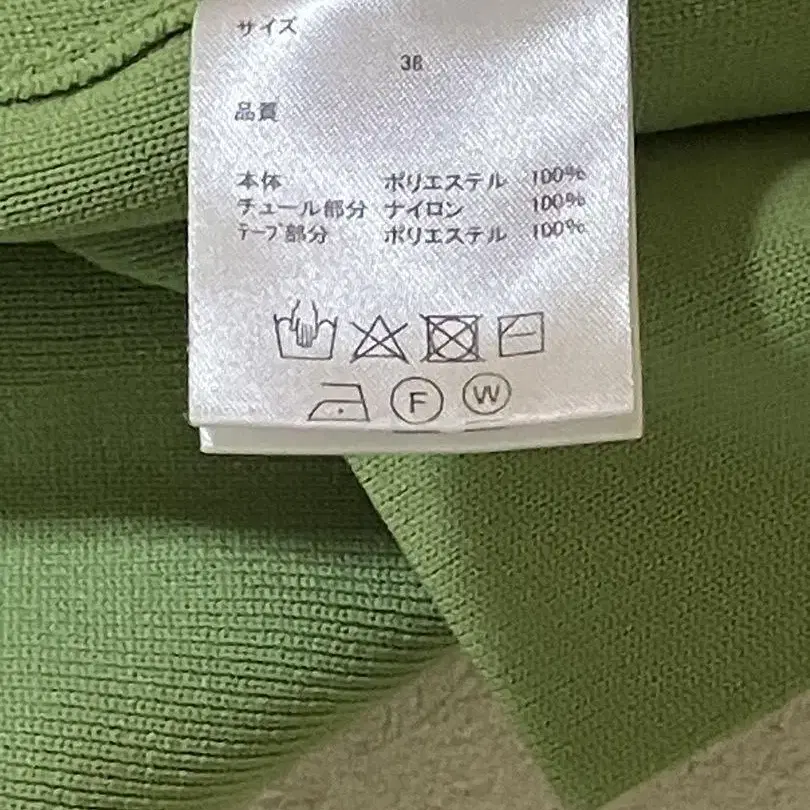 サイズ
38
品質
本体 ポリエステル 100%
チュール部分 ナイロン 100%
テープ部分 ポリエステル 100%
F W